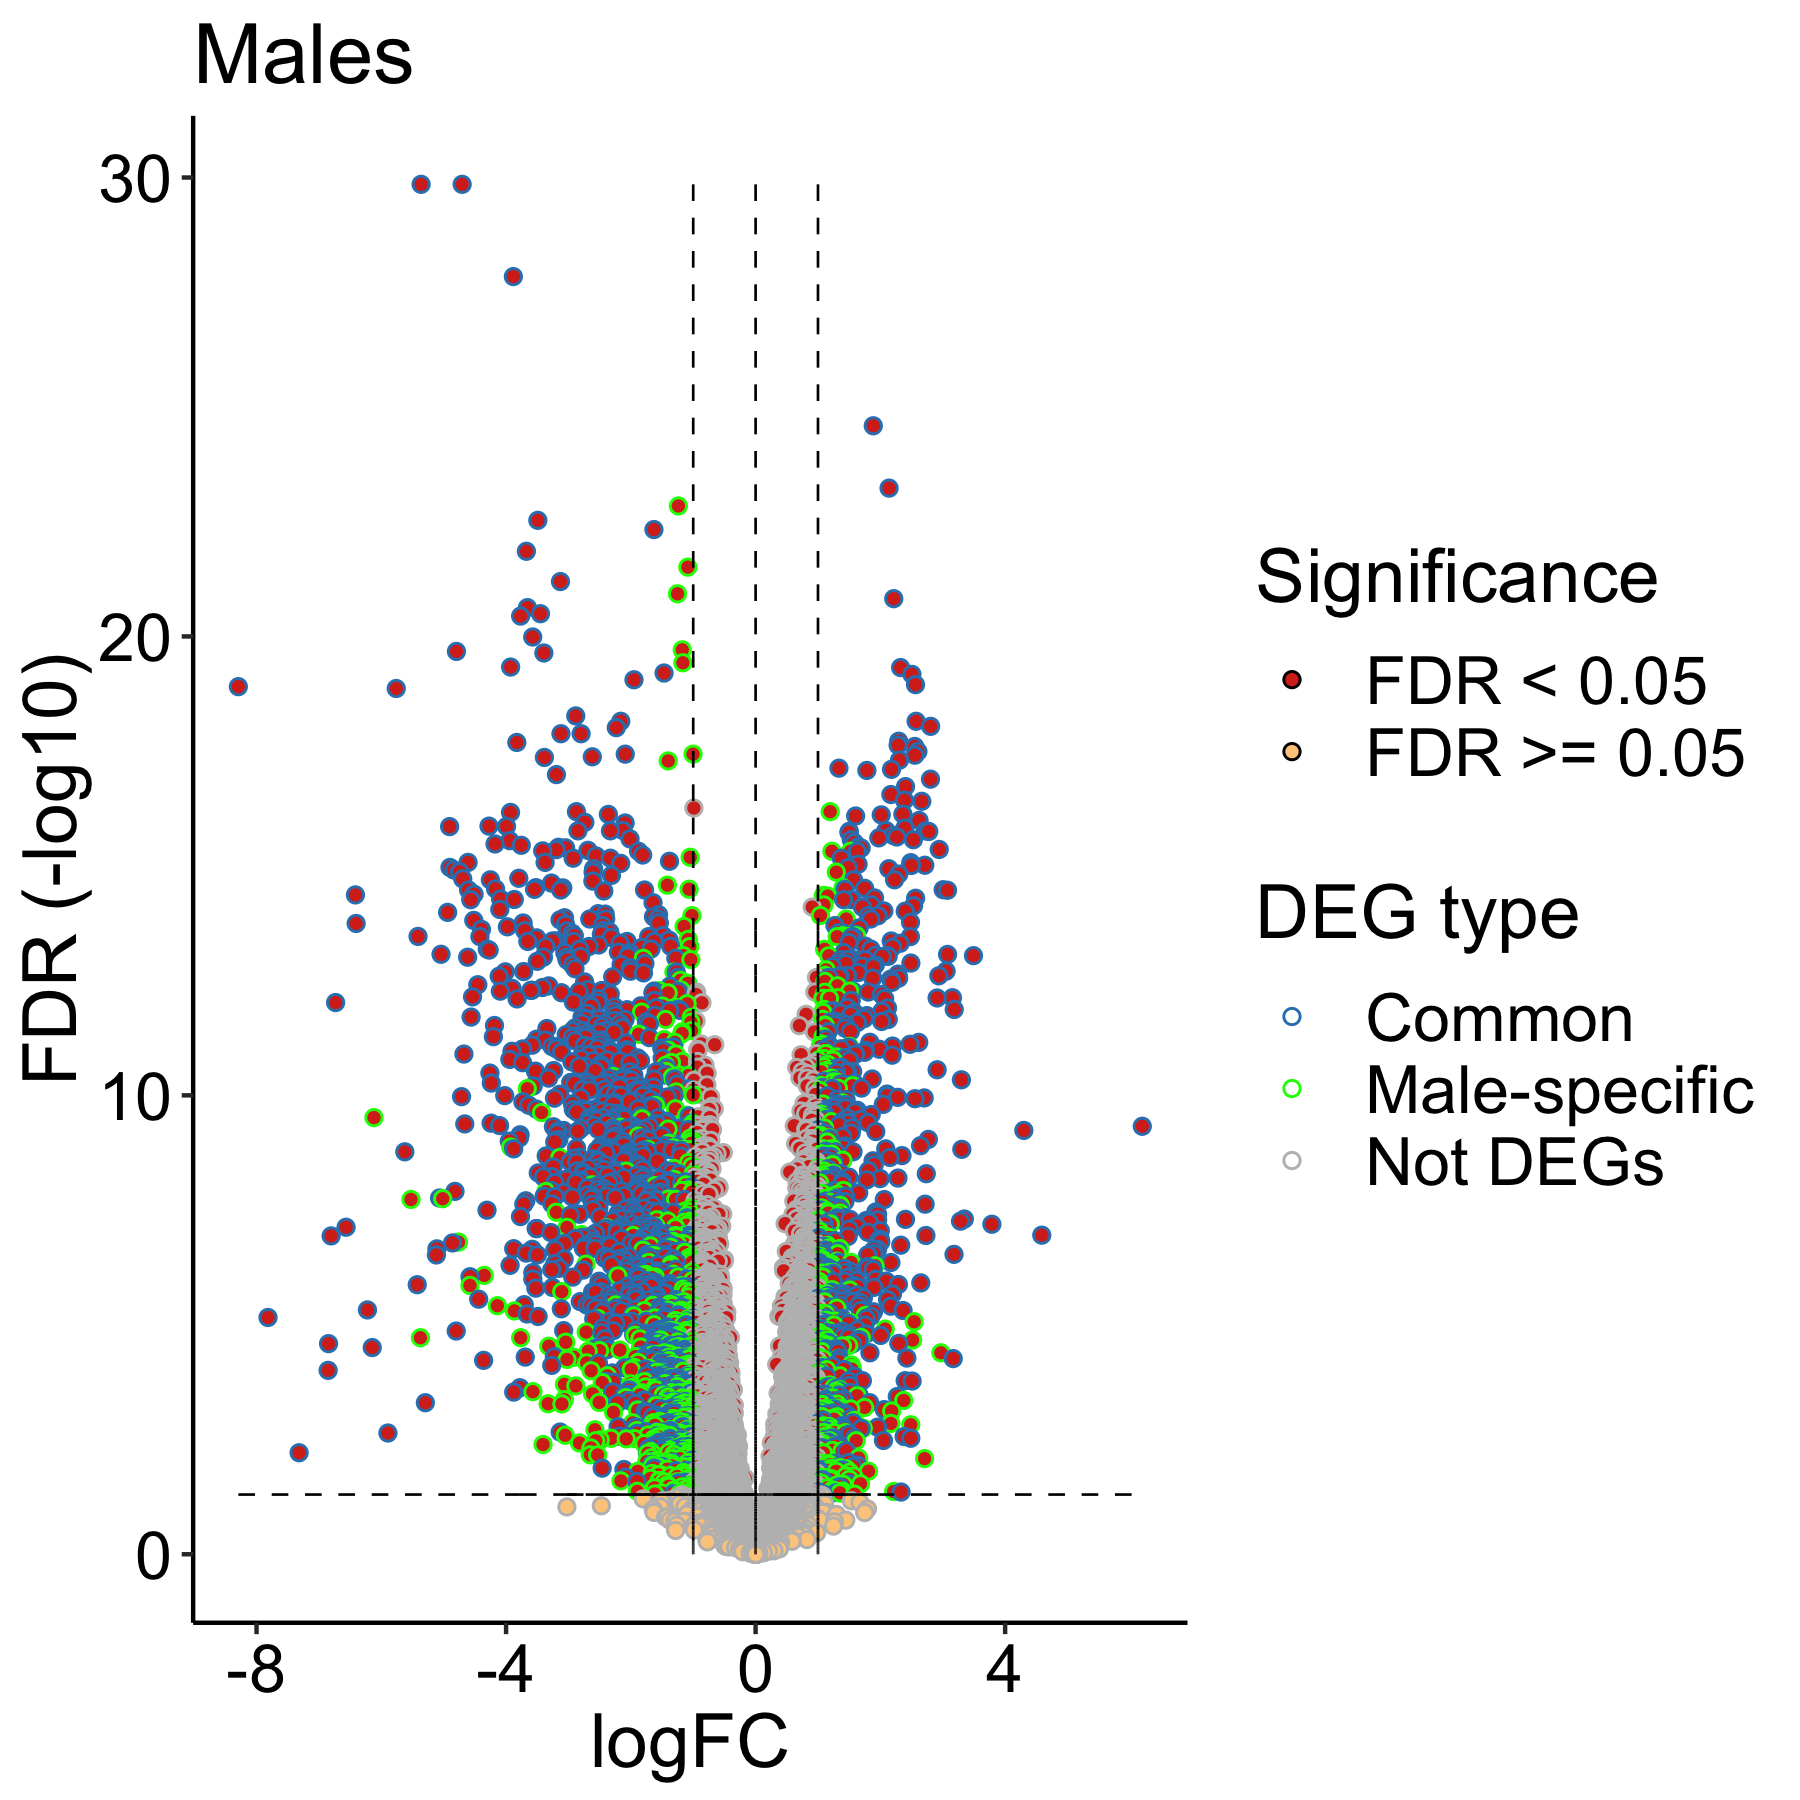 Males
30
20
10
0
FDR (-log10)
-8
-4
0
4
logFC
Significance
FDR < 0.05
FDR >= 0.05
DEG type
Common
Male-specific
Not DEGs